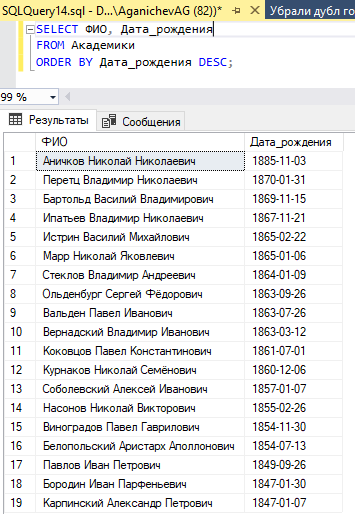 SQLQuery14.sql - D...\AganichevAG (82))* Убрали дубл го
SELECT ФИО, Дата_рождения
FROM Академики
ORDER BY Дата_рождения DESC;
99 %
Результаты Сообщения
ФИО Дата_рождения
1 Аничков Николай Николаевич 1885-11-03
2 Перетц Владимир Николаевич 1870-01-31
3 Бартольд Василий Владимирович 1869-11-15
4 Ипатьев Владимир Николаевич 1867-11-21
5 Истрин Василий Михайлович 1865-02-22
6 Марр Николай Яковлевич 1865-01-06
7 Стеклов Владимир Андреевич 1864-01-09
8 Ольденбург Сергей Фёдорович 1863-09-26
9 Вальден Павел Иванович 1863-07-26
10 Вернадский Владимир Иванович 1863-03-12
11 Коковцов Павел Константинович 1861-07-01
12 Курнаков Николай Семёнович 1860-12-06
13 Соболевский Алексей Иванович 1857-01-07
14 Насонов Николай Викторович 1855-02-26
15 Виноградов Павел Гаврилович 1854-11-30
16 Белопольский Аристарх Аполлонович 1854-07-13
17 Павлов Иван Петрович 1849-09-26
18 Бородин Иван Парфеньевич 1847-01-30
19 Карпинский Александр Петрович 1847-01-07